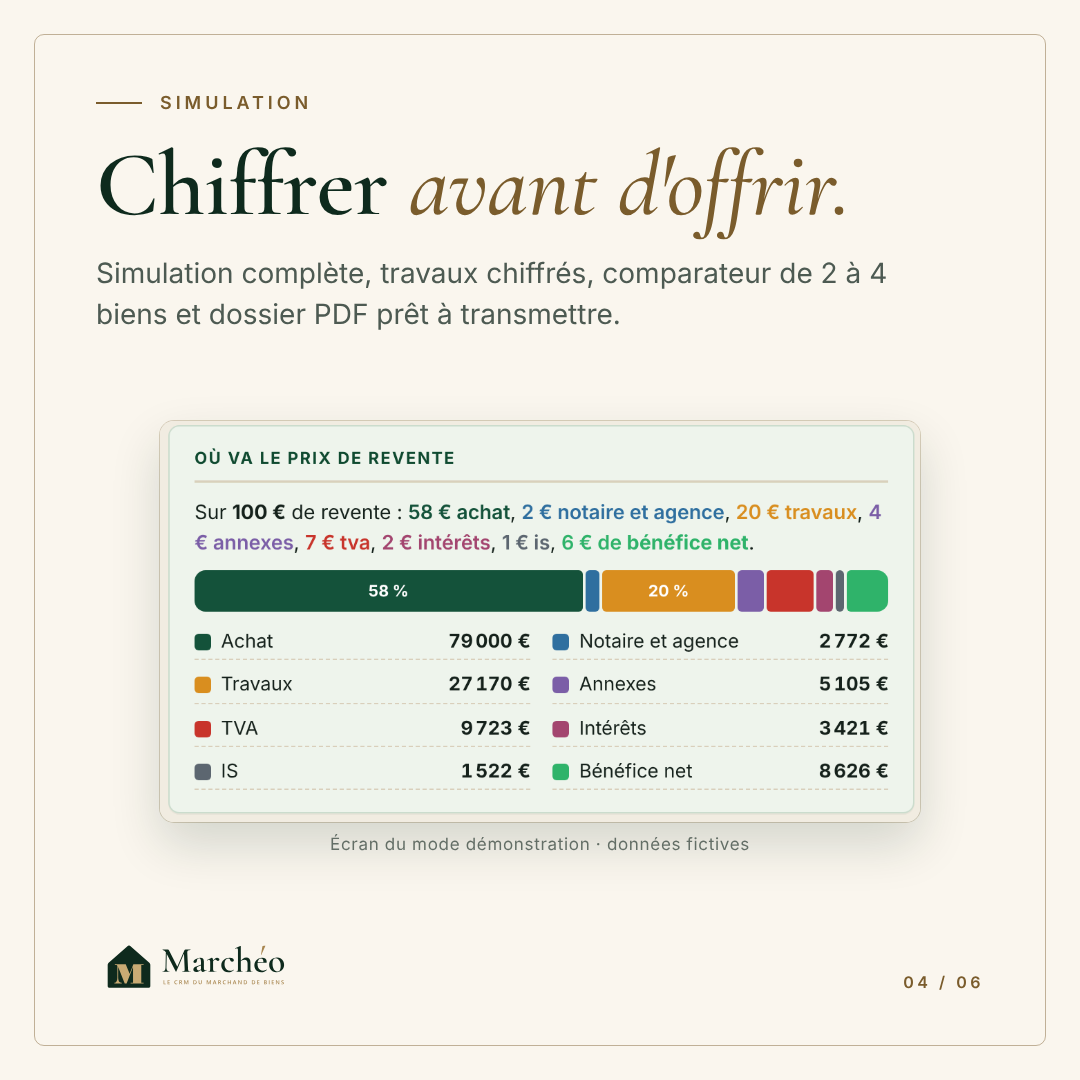 SIMULATION
Chiffrer avant d'offrir.
Simulation complète, travaux chiffrés, comparateur de 2 à 4
biens et dossier PDF prêt à transmettre.
OÙ VA LE PRIX DE REVENTE
Sur 100 € de revente : 58 € achat, 2 € notaire et agence, 20 € travaux, 4
€ annexes, 7 € tva, 2 € intérêts, 1 € is, 6 € de bénéfice net.
58 % 20 %
Achat 79 000 € Notaire et agence 2 772 €
Travaux 27 170 € Annexes 5 105 €
TVA 9 723 € Intérêts 3 421 €
IS 1 522 € Bénéfice net 8 626 €
Écran du mode démonstration · données fictives
M Marchéo
LE CRM DU MARCHAND DE BIENS
04 / 06